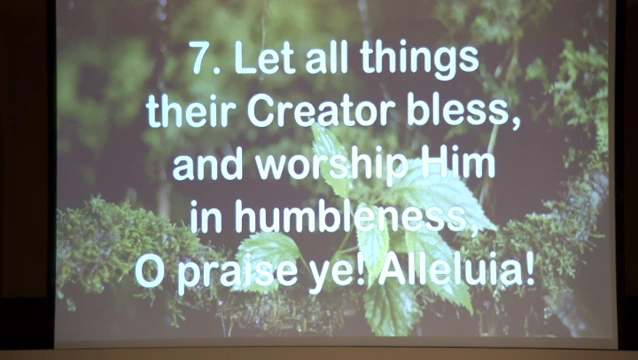 7. Let all things
their Creator bless,
and worship Him
in humbleness,
O praise ye! Alleluia!